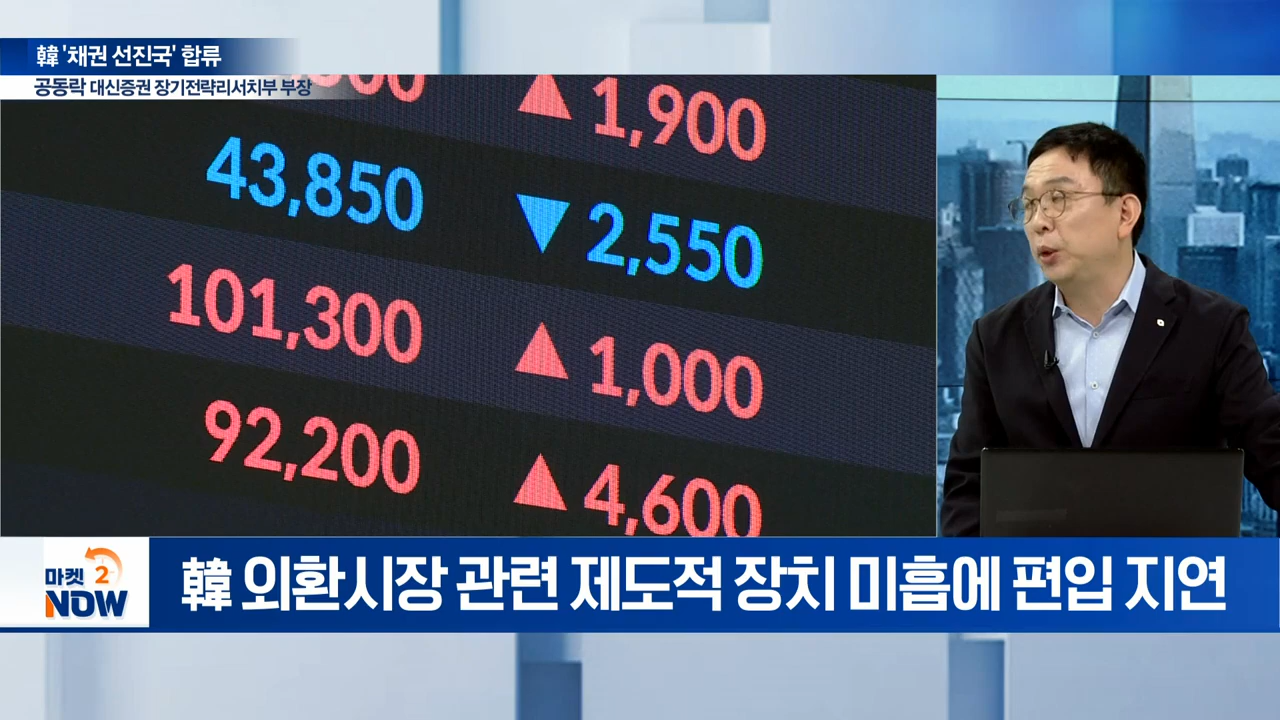 韓 '채권 선진국' 합류
공동락 대신증권 장기전략리서치부 부장
▲ 1,900
43,850 ▼ 2,550
101,300 ▲ 1,000
92,200 ▲ 4,600
마켓 2
NOW
韓 외환시장 관련 제도적 장치 미흡에 편입 지연